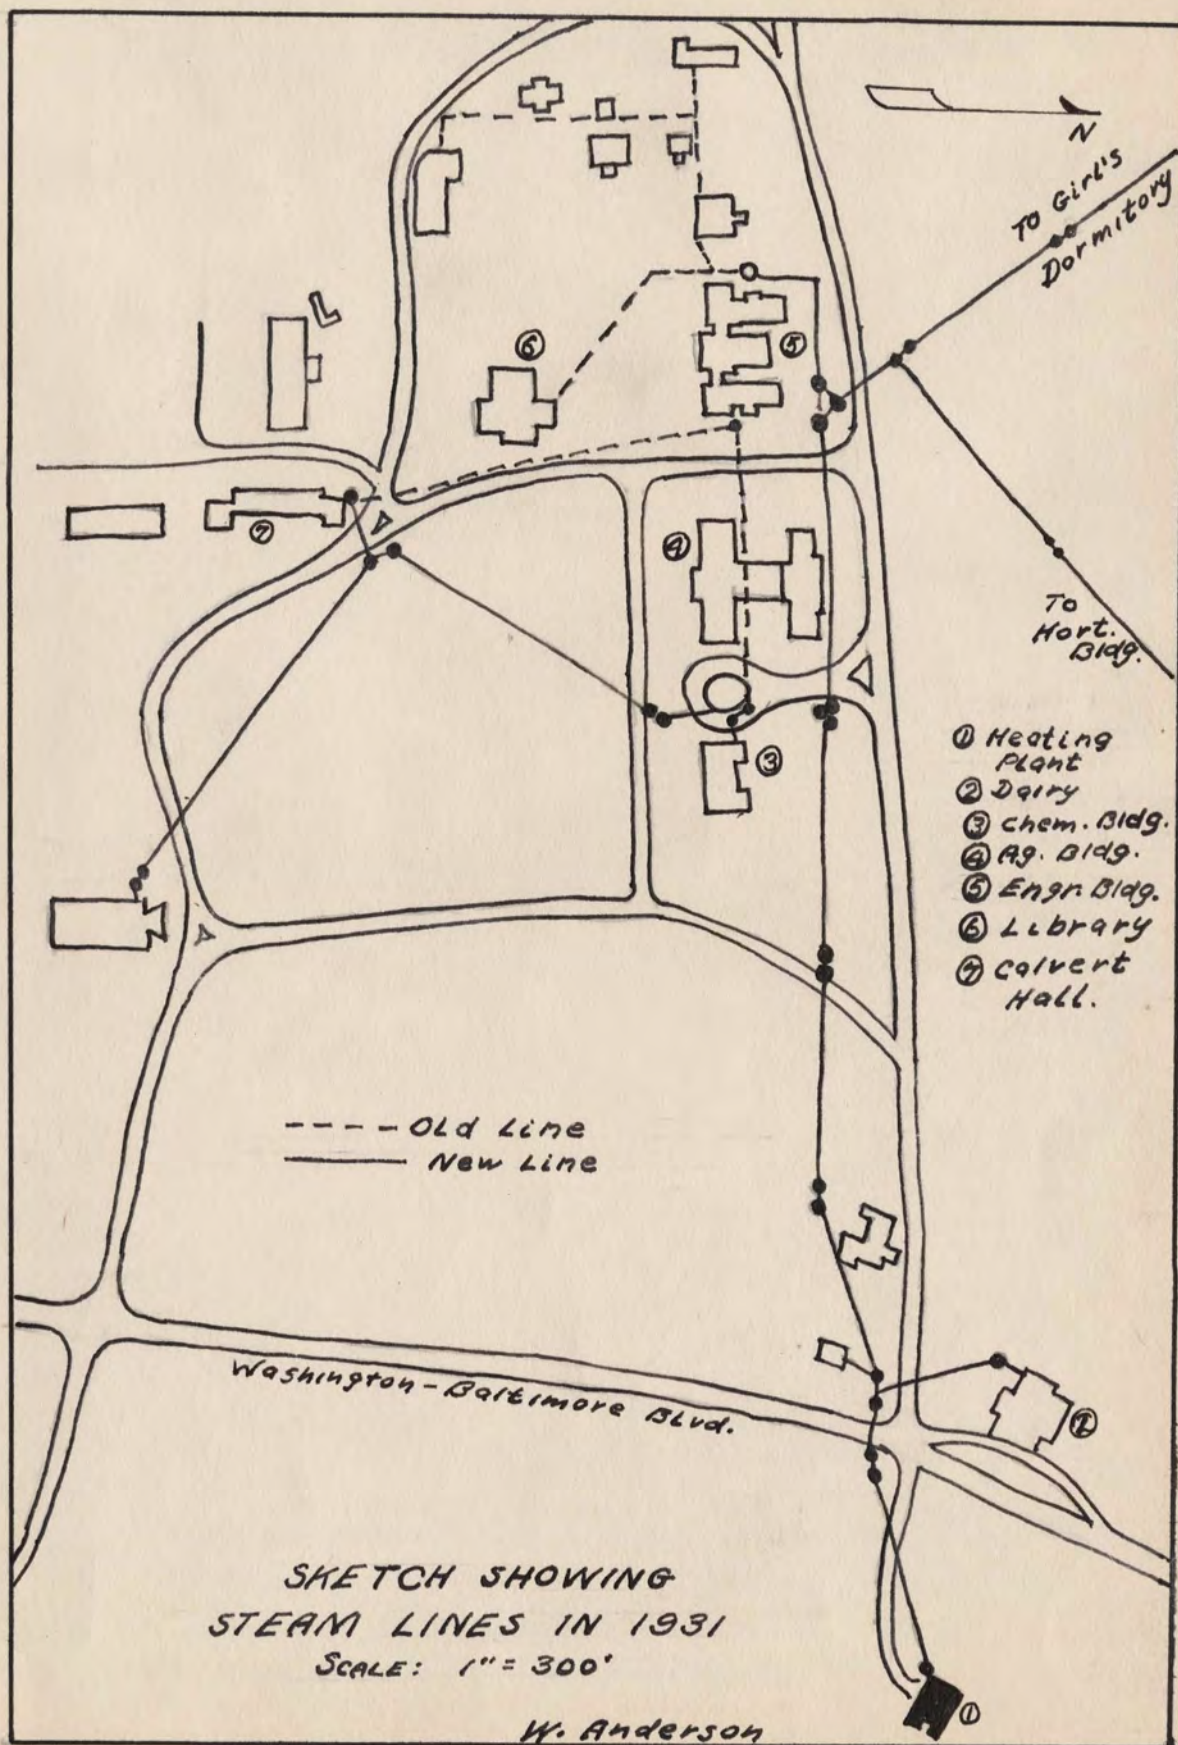 N
To Girl's
Dormitory
⑥
⑤
⑦
④
To
Hort.
Bldg.
③
① Heating
Plant
② Dairy
③ Chem. Bldg.
④ Ag. Bldg.
⑤ Engr. Bldg.
⑥ Library
⑦ Calvert
Hall.
Old Line
New Line
Washington-Baltimore Blvd.
②
SKETCH SHOWING
STEAM LINES IN 1931
SCALE: 1" = 300'
①
W. Anderson